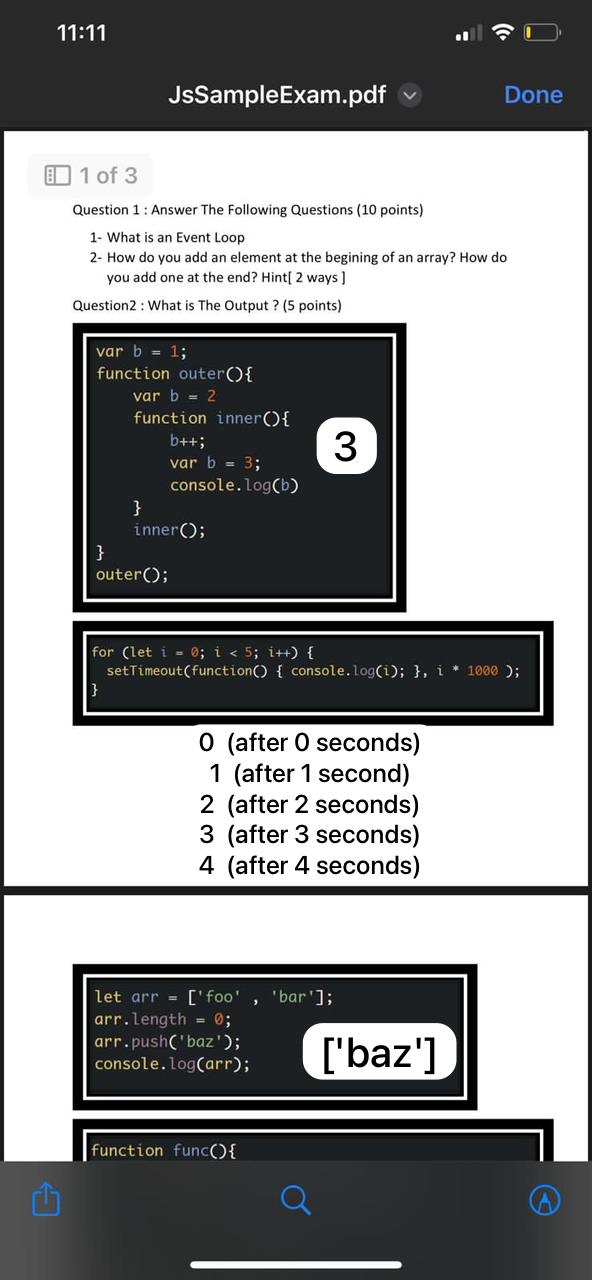 11:11
JsSampleExam.pdf
Done
1 of 3
Question 1 : Answer The Following Questions (10 points)
1- What is an Event Loop
2- How do you add an element at the begining of an array? How do
you add one at the end? Hint[ 2 ways ]
Question2 : What is The Output ? (5 points)
var b = 1;
function outer(){
    var b = 2
    function inner(){
        b++;
        var b = 3;
        console.log(b)
    }
    inner();
}
outer();
3
for (let i = 0; i < 5; i++) {
  setTimeout(function() { console.log(i); }, i * 1000 );
}
0 (after 0 seconds)
1 (after 1 second)
2 (after 2 seconds)
3 (after 3 seconds)
4 (after 4 seconds)
let arr = ['foo' , 'bar'];
arr.length = 0;
arr.push('baz');
console.log(arr);
['baz']
function func(){